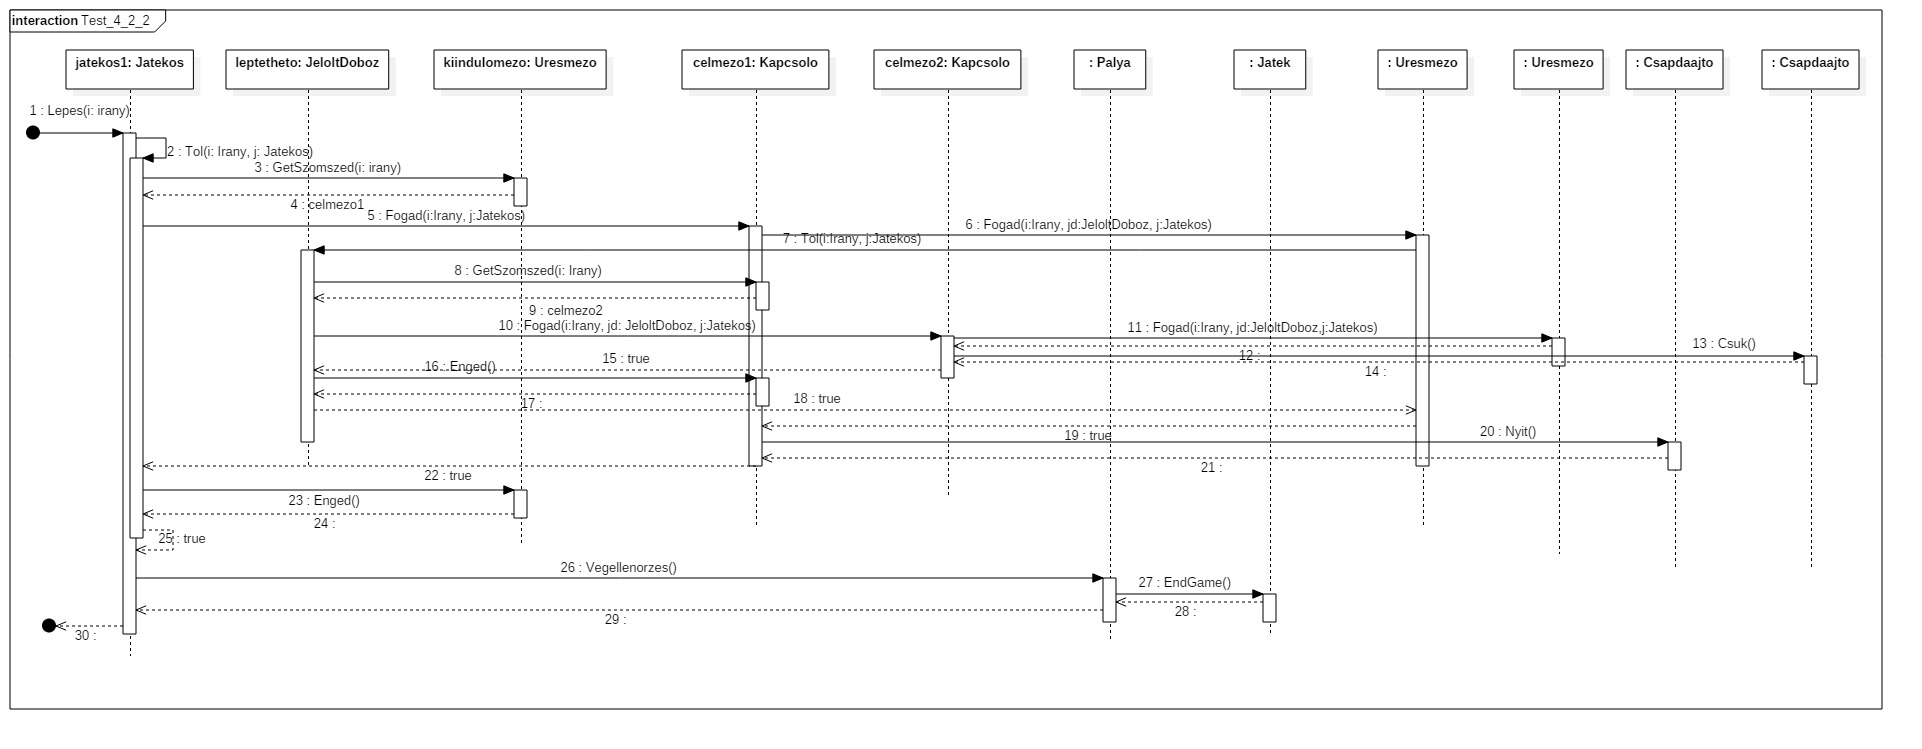 interaction Test_4_2_2
jatekos1: Jatekos
leptetheto: JeloltDoboz
kiindulomezo: Uresmezo
celmezo1: Kapcsolo
celmezo2: Kapcsolo
: Palya
: Jatek
: Uresmezo
: Uresmezo
: Csapdaajto
: Csapdaajto
1 : Lepes(i: irany)
2 : Tol(i: Irany, j: Jatekos)
3 : GetSzomszed(i: irany)
4 : celmezo1
5 : Fogad(i:Irany, j:Jatekos)
6 : Fogad(i:Irany, jd:JeloltDoboz, j:Jatekos)
7 : Tol(i:Irany, j:Jatekos)
8 : GetSzomszed(i: Irany)
9 : celmezo2
10 : Fogad(i:Irany, jd: JeloltDoboz, j:Jatekos)
11 : Fogad(i:Irany, jd:JeloltDoboz,j:Jatekos)
12 :
13 : Csuk()
14 :
15 : true
16 : Enged()
17 :
18 : true
19 : true
20 : Nyit()
21 :
22 : true
23 : Enged()
24 :
25 : true
26 : Vegellenorzes()
27 : EndGame()
28 :
29 :
30 :